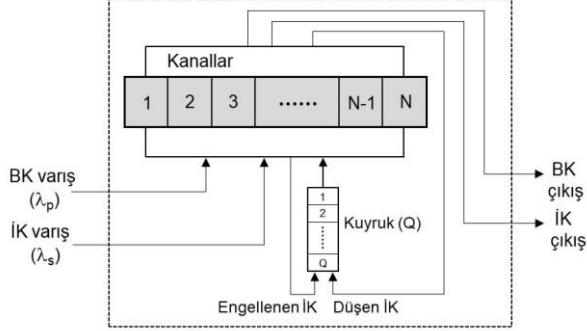 Kanallar
1 2 3 ...... N-1 N
BK varış
(λp)
İK varış
(λs)
1
2
Kuyruk (Q)
Q
Engellenen İK Düşen İK
BK
çıkış
İK
çıkış